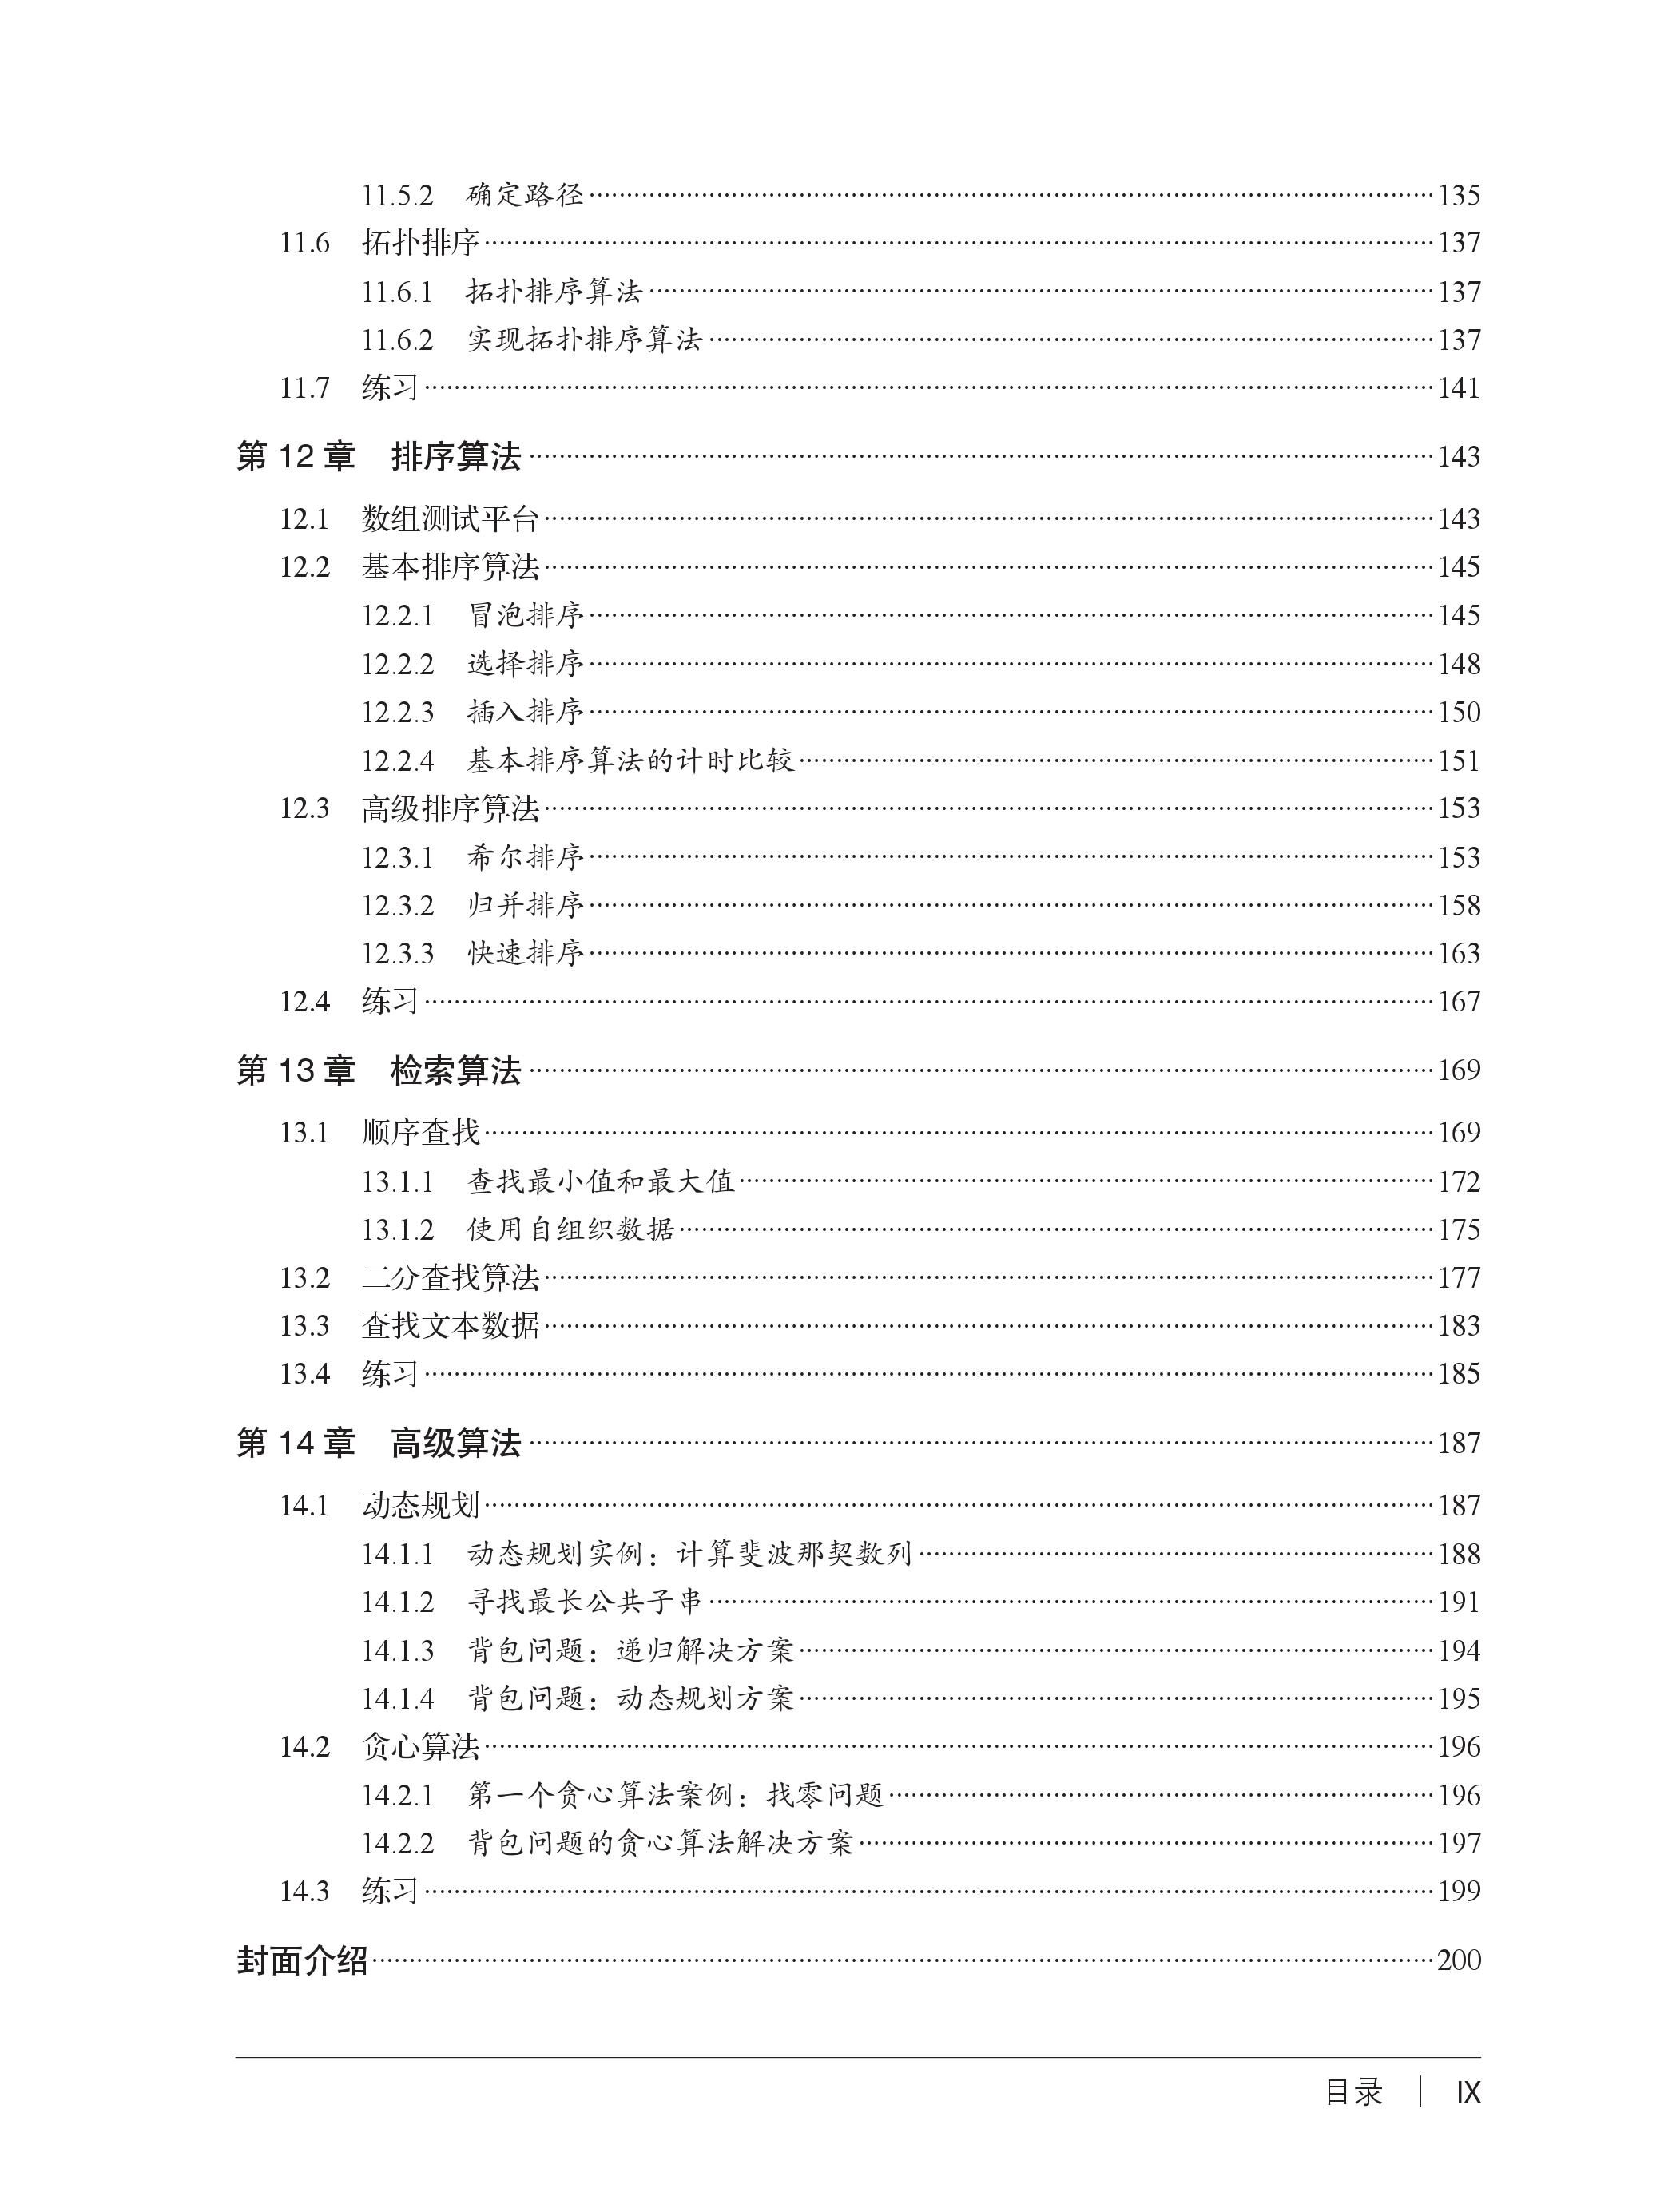 11.5.2 确定路径……135
11.6 拓扑排序……137
11.6.1 拓扑排序算法……137
11.6.2 实现拓扑排序算法……137
11.7 练习……141
第 12 章 排序算法……143
12.1 数组测试平台……143
12.2 基本排序算法……145
12.2.1 冒泡排序……145
12.2.2 选择排序……148
12.2.3 插入排序……150
12.2.4 基本排序算法的计时比较……151
12.3 高级排序算法……153
12.3.1 希尔排序……153
12.3.2 归并排序……158
12.3.3 快速排序……163
12.4 练习……167
第 13 章 检索算法……169
13.1 顺序查找……169
13.1.1 查找最小值和最大值……172
13.1.2 使用自组织数据……175
13.2 二分查找算法……177
13.3 查找文本数据……183
13.4 练习……185
第 14 章 高级算法……187
14.1 动态规划……187
14.1.1 动态规划实例：计算斐波那契数列……188
14.1.2 寻找最长公共子串……191
14.1.3 背包问题：递归解决方案……194
14.1.4 背包问题：动态规划方案……195
14.2 贪心算法……196
14.2.1 第一个贪心算法案例：找零问题……196
14.2.2 背包问题的贪心算法解决方案……197
14.3 练习……199
封面介绍……200
目录 | IX